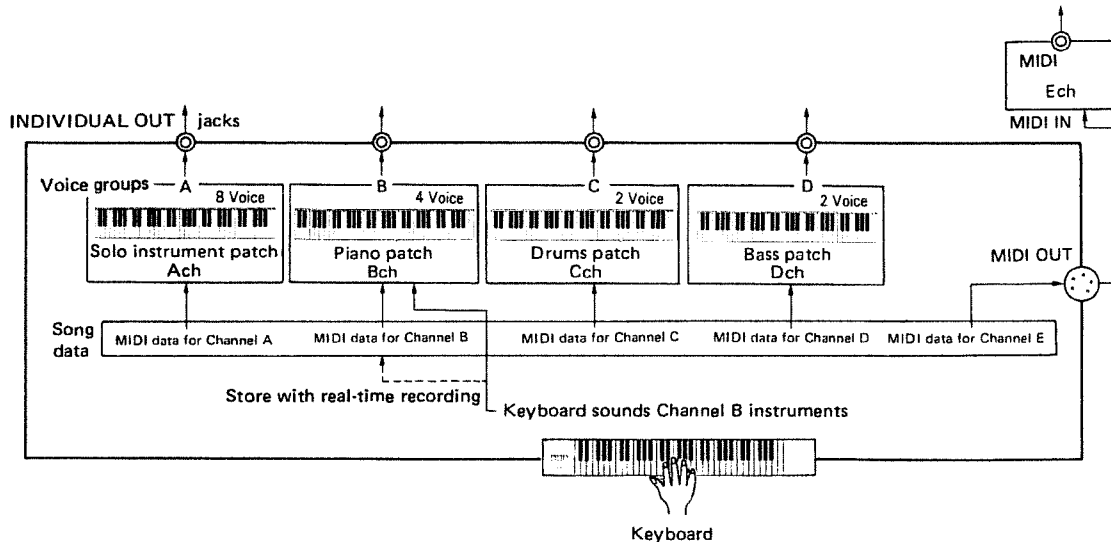 MIDI
Ech
MIDI IN
INDIVIDUAL OUT jacks
Voice groups
A
8 Voice
Solo instrument patch
Ach
B
4 Voice
Piano patch
Bch
C
2 Voice
Drums patch
Cch
D
2 Voice
Bass patch
Dch
MIDI OUT
Song
data
MIDI data for Channel A
MIDI data for Channel B
MIDI data for Channel C
MIDI data for Channel D
MIDI data for Channel E
Store with real-time recording
Keyboard sounds Channel B instruments
Keyboard